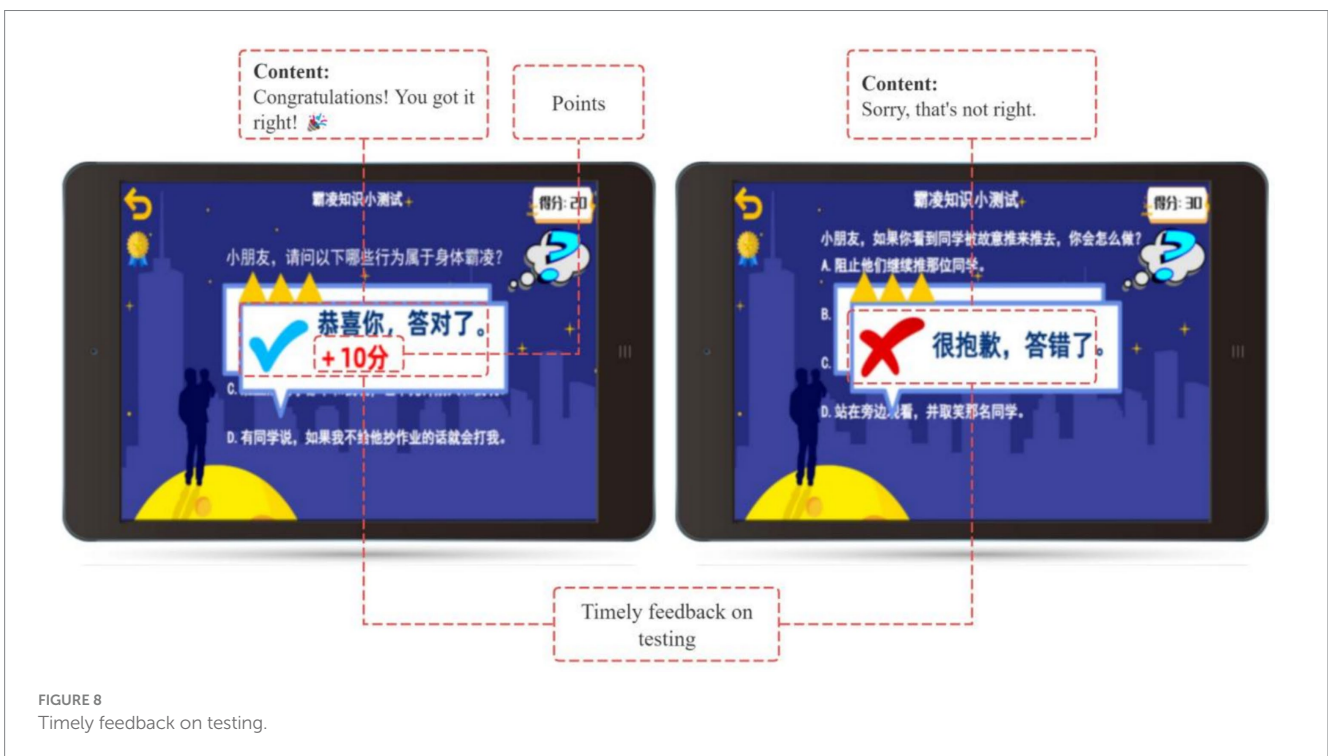 Content:
Congratulations! You got it
right! 🎉
Points
Content:
Sorry, that's not right.
霸凌知识小测试
得分: 20
小朋友，请问以下哪些行为属于身体霸凌？
恭喜你，答对了。
+10分
C.
D. 有同学说，如果我不给他抄作业的话就会打我。
霸凌知识小测试
得分: 30
小朋友，如果你看到同学被故意推来推去，你会怎么做？
A. 阻止他们继续推那位同学。
B.
很抱歉，答错了。
C.
D. 站在旁边观看，并取笑那名同学。
Timely feedback on
testing
FIGURE 8
Timely feedback on testing.